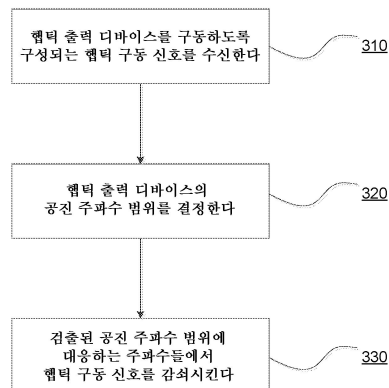 햅틱 출력 디바이스를 구동하도록
구성되는 햅틱 구동 신호를 수신한다
310
햅틱 출력 디바이스의
공진 주파수 범위를 결정한다
320
검출된 공진 주파수 범위에
대응하는 주파수들에서
햅틱 구동 신호를 감쇠시킨다
330